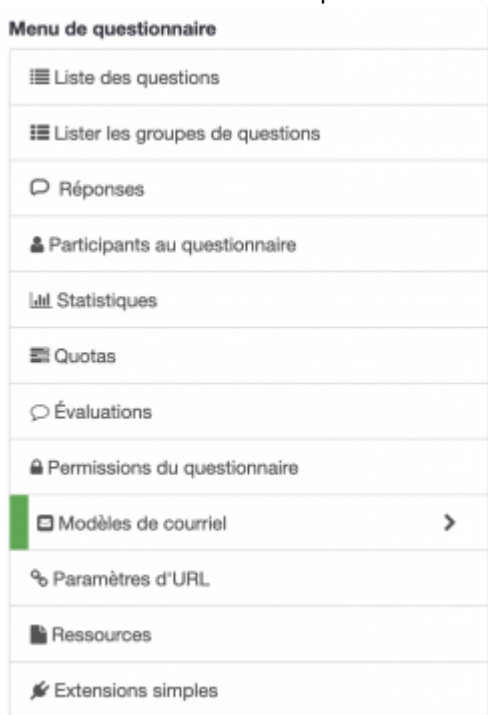 Menu de questionnaire
Liste des questions
Lister les groupes de questions
Réponses
Participants au questionnaire
Statistiques
Quotas
Évaluations
Permissions du questionnaire
Modèles de courriel
Paramètres d'URL
Ressources
Extensions simples